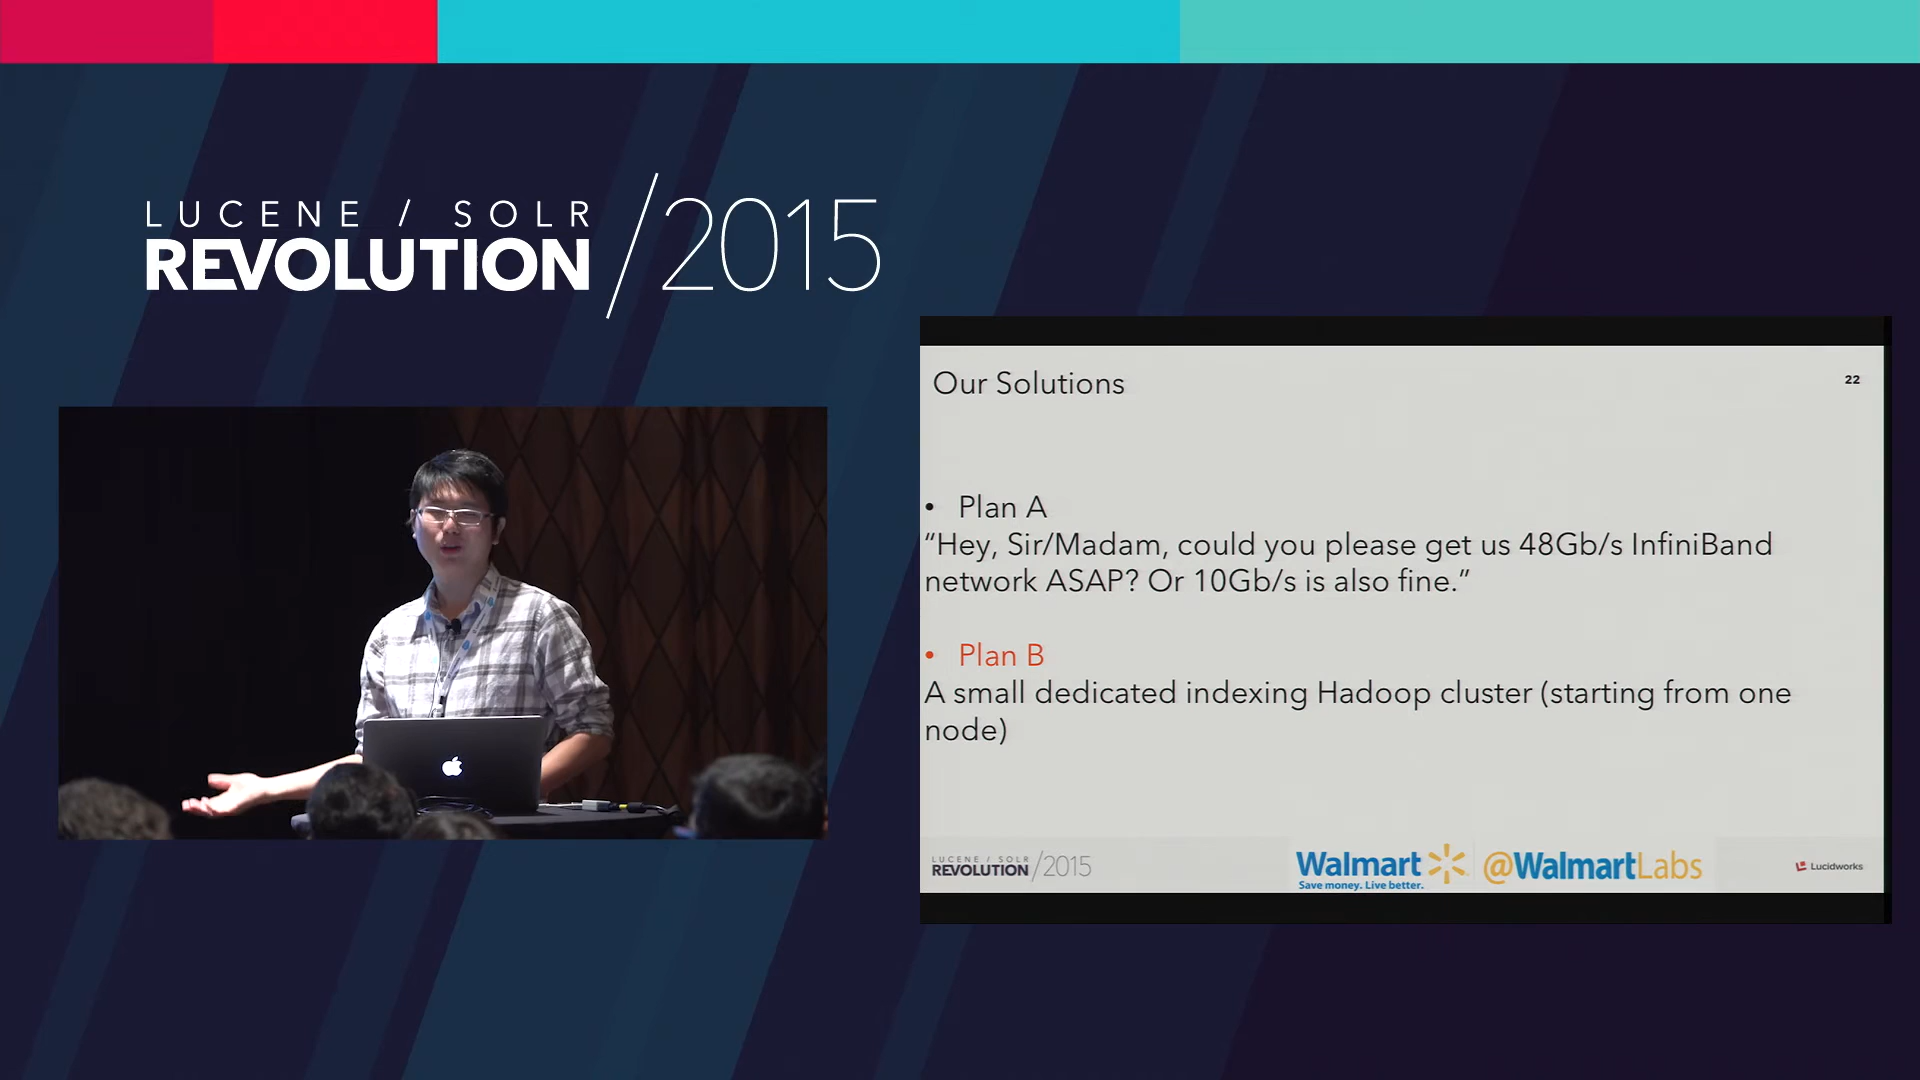 LUCENE / SOLR
REVOLUTION /2015
Our Solutions
22
• Plan A
“Hey, Sir/Madam, could you please get us 48Gb/s InfiniBand
network ASAP? Or 10Gb/s is also fine.”
• Plan B
A small dedicated indexing Hadoop cluster (starting from one
node)
LUCENE / SOLR
REVOLUTION /2015
Walmart
Save money. Live better.
@WalmartLabs
Lucidworks